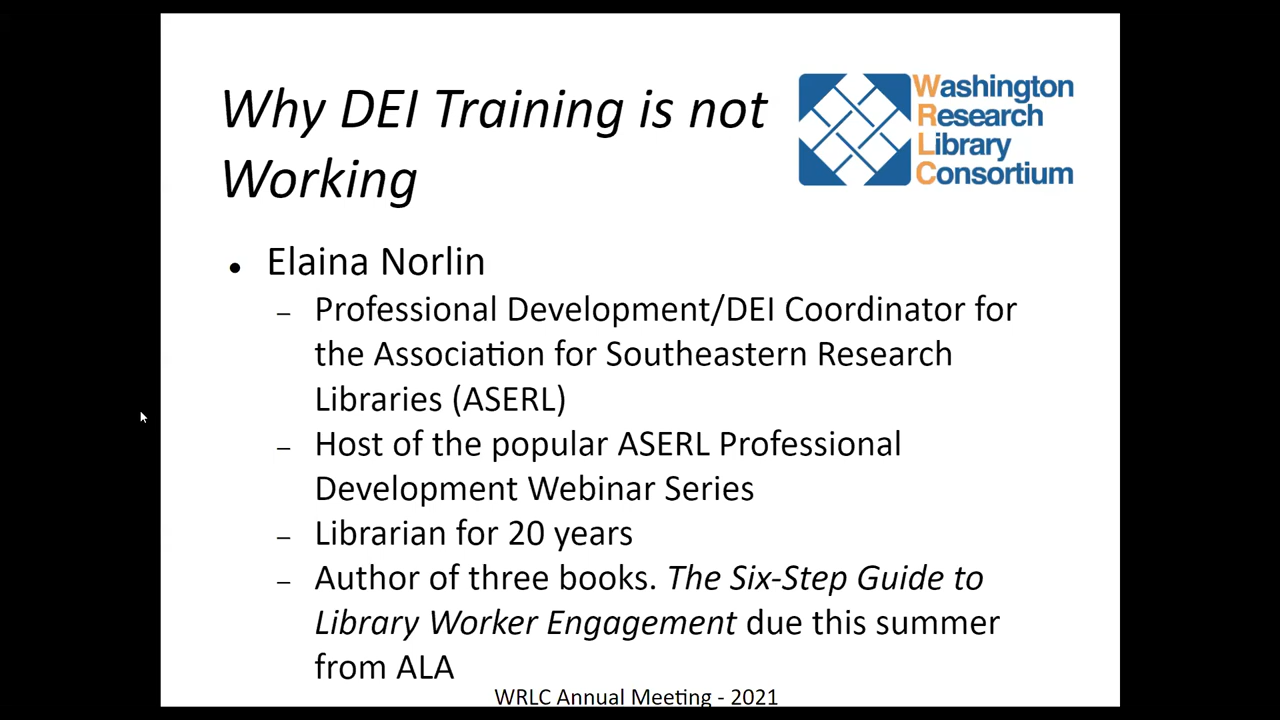 Why DEI Training is not
Working
Washington
Research
Library
Consortium
• Elaina Norlin
– Professional Development/DEI Coordinator for
the Association for Southeastern Research
Libraries (ASERL)
– Host of the popular ASERL Professional
Development Webinar Series
– Librarian for 20 years
– Author of three books. The Six-Step Guide to
Library Worker Engagement due this summer
from ALA
WRLC Annual Meeting - 2021